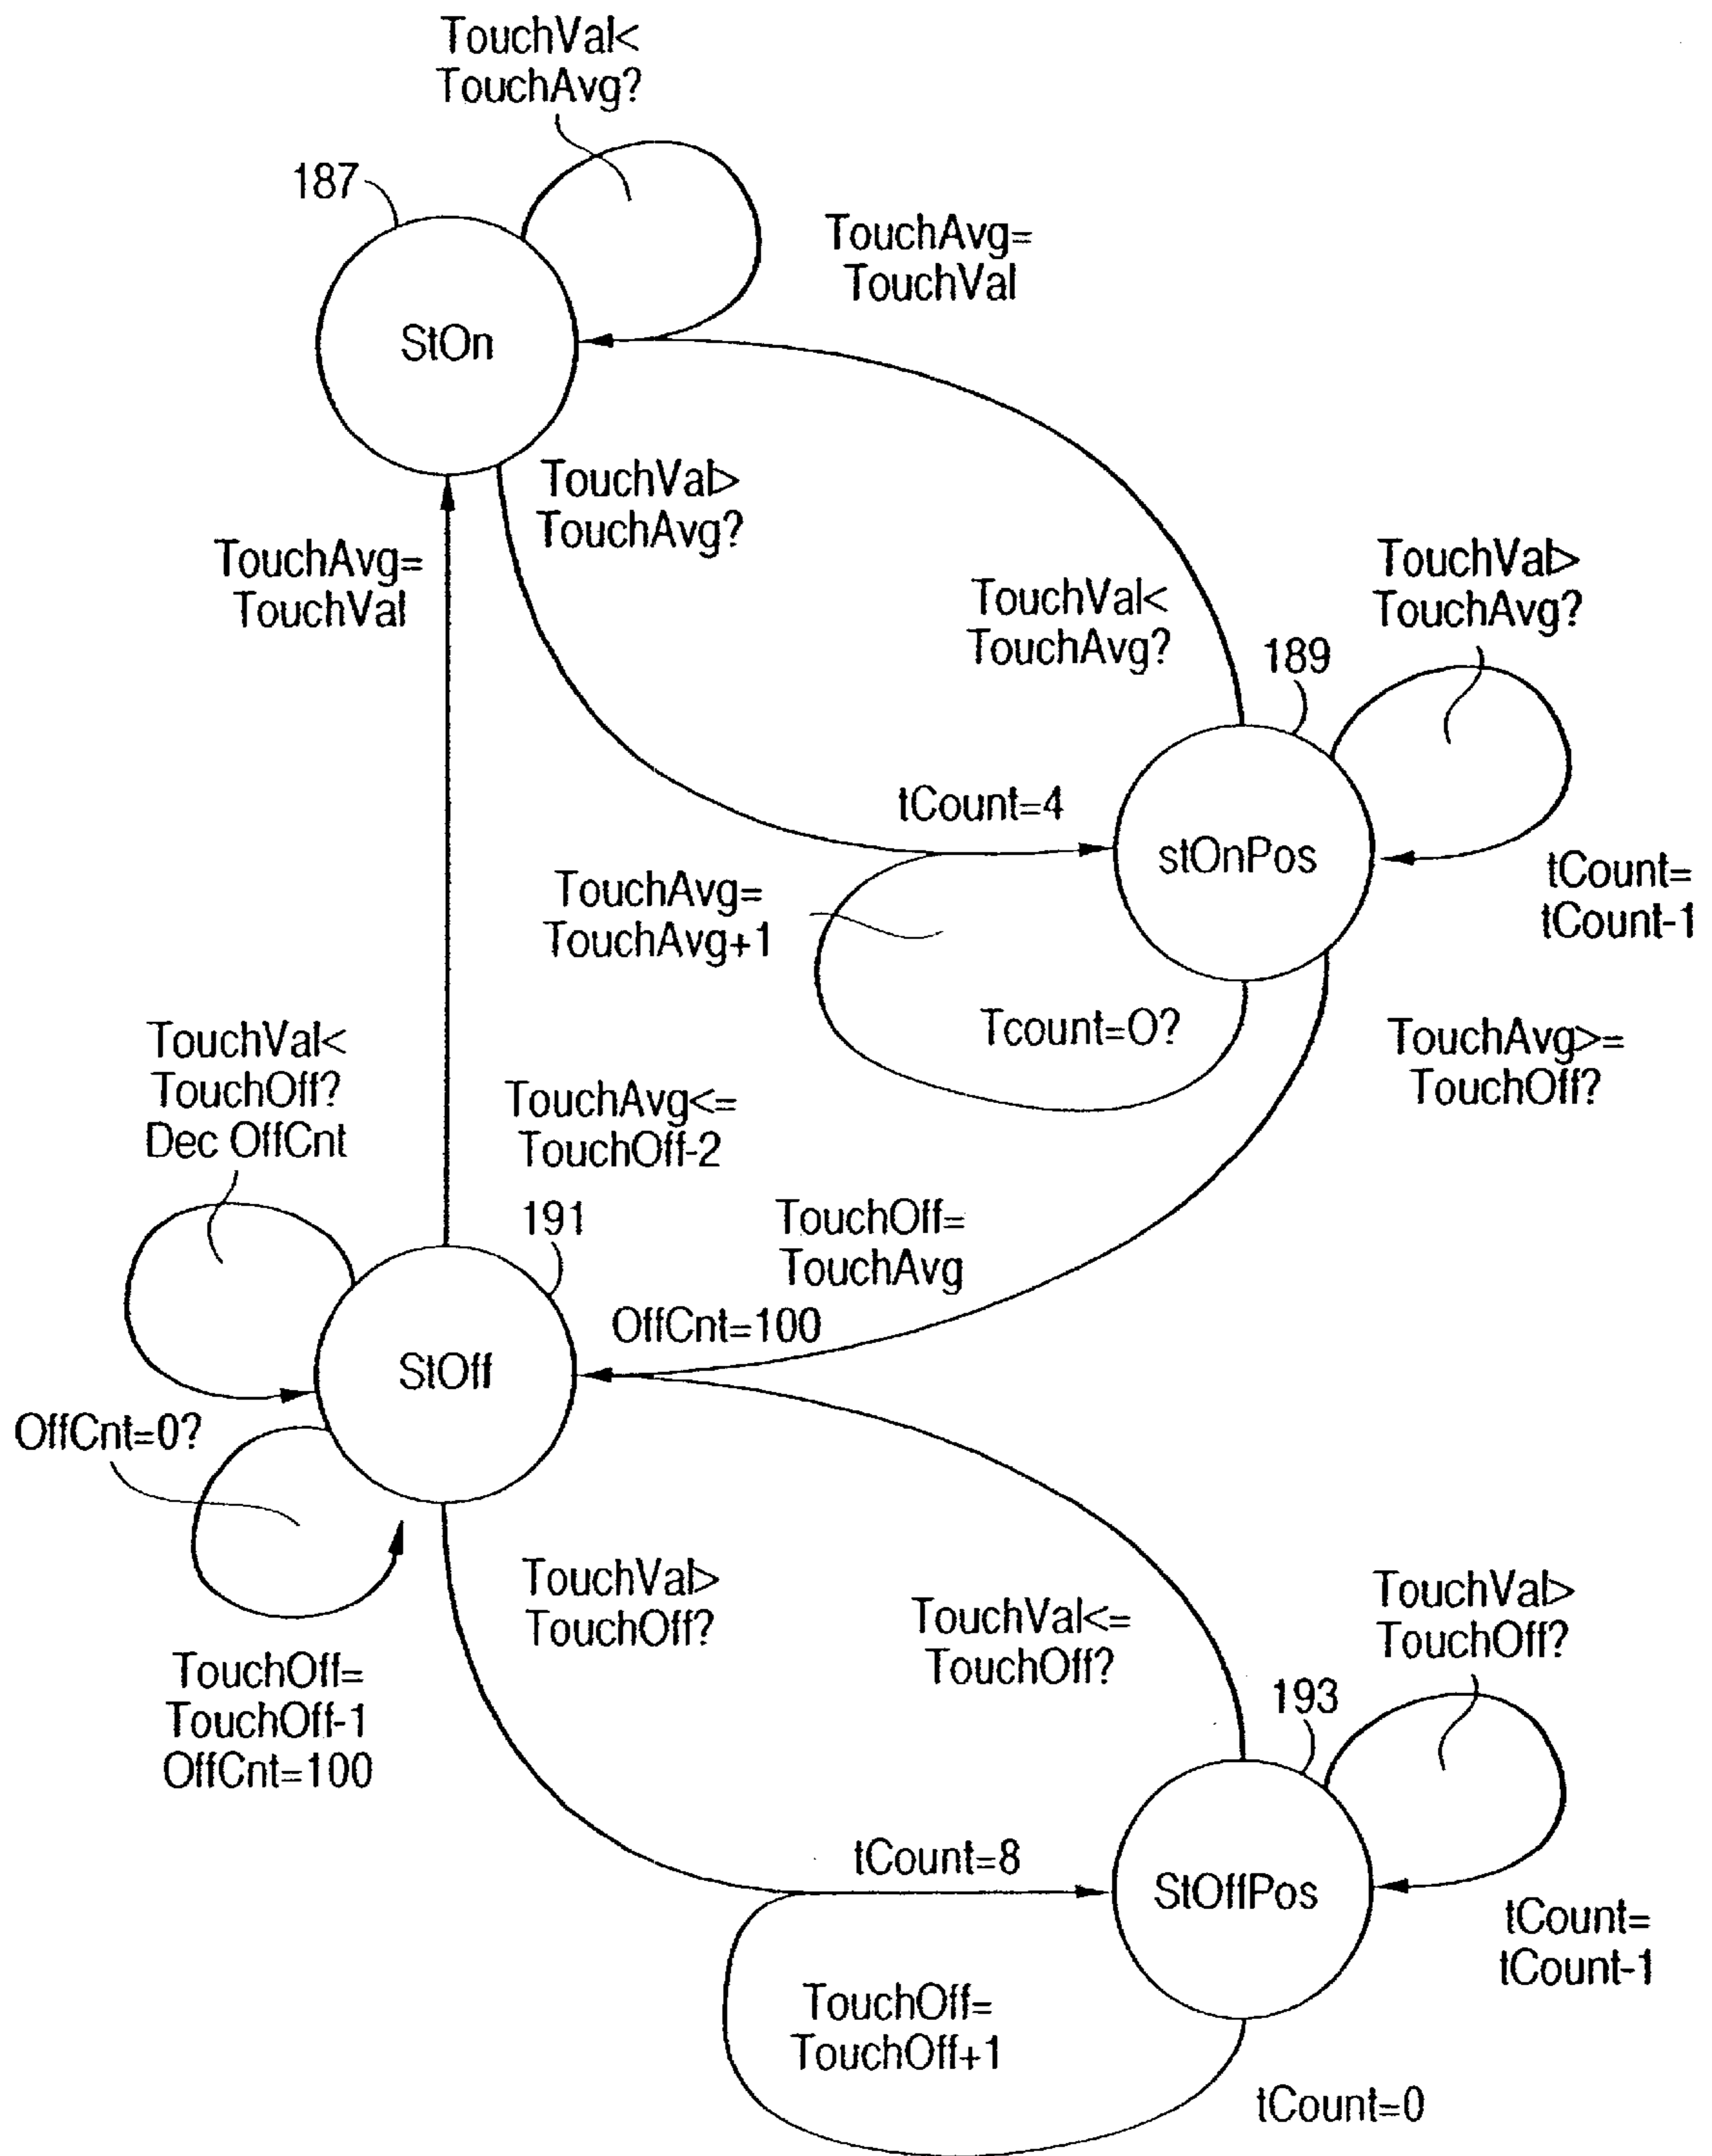 TouchVal<
TouchAvg?
187
TouchAvg=
TouchVal
StOn
TouchVal>
TouchAvg?
TouchAvg=
TouchVal
TouchVal<
TouchAvg?
TouchVal>
TouchAvg?
189
tCount=4
stOnPos
tCount=
tCount-1
TouchAvg=
TouchAvg+1
Tcount=O?
TouchAvg>=
TouchOff?
TouchVal<
TouchOff?
Dec OffCnt
TouchAvg<=
TouchOff-2
191
TouchOff=
TouchAvg
OffCnt=100
StOff
OffCnt=0?
TouchVal>
TouchOff?
TouchVal<=
TouchOff?
TouchVal>
TouchOff?
TouchOff=
TouchOff-1
OffCnt=100
193
tCount=8
StOffPos
tCount=
tCount-1
TouchOff=
TouchOff+1
tCount=0